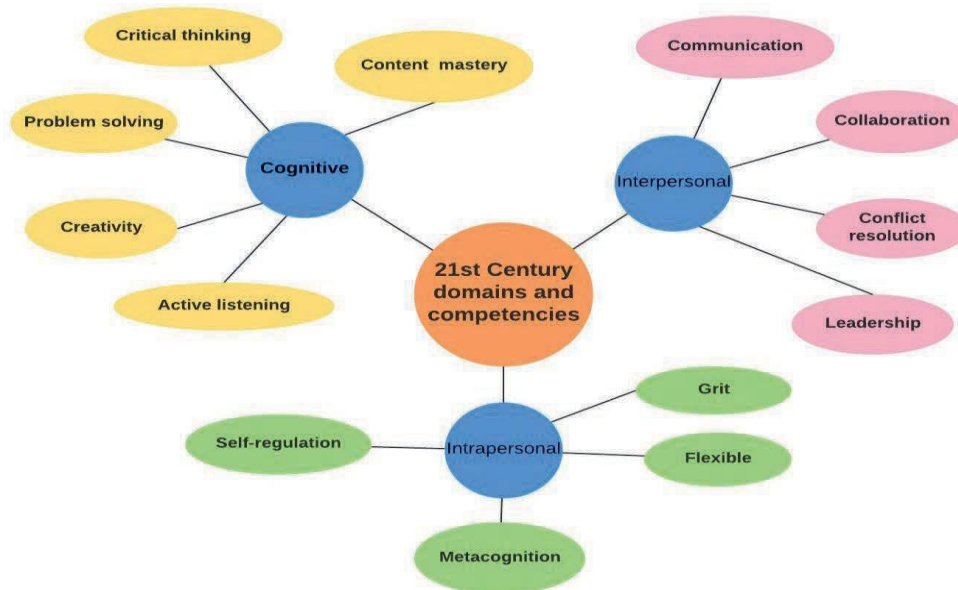 Critical thinking
Content mastery
Problem solving
Cognitive
Creativity
Active listening
Communication
Collaboration
Interpersonal
Conflict
resolution
Leadership
21st Century
domains and
competencies
Grit
Self-regulation
Intrapersonal
Flexible
Metacognition